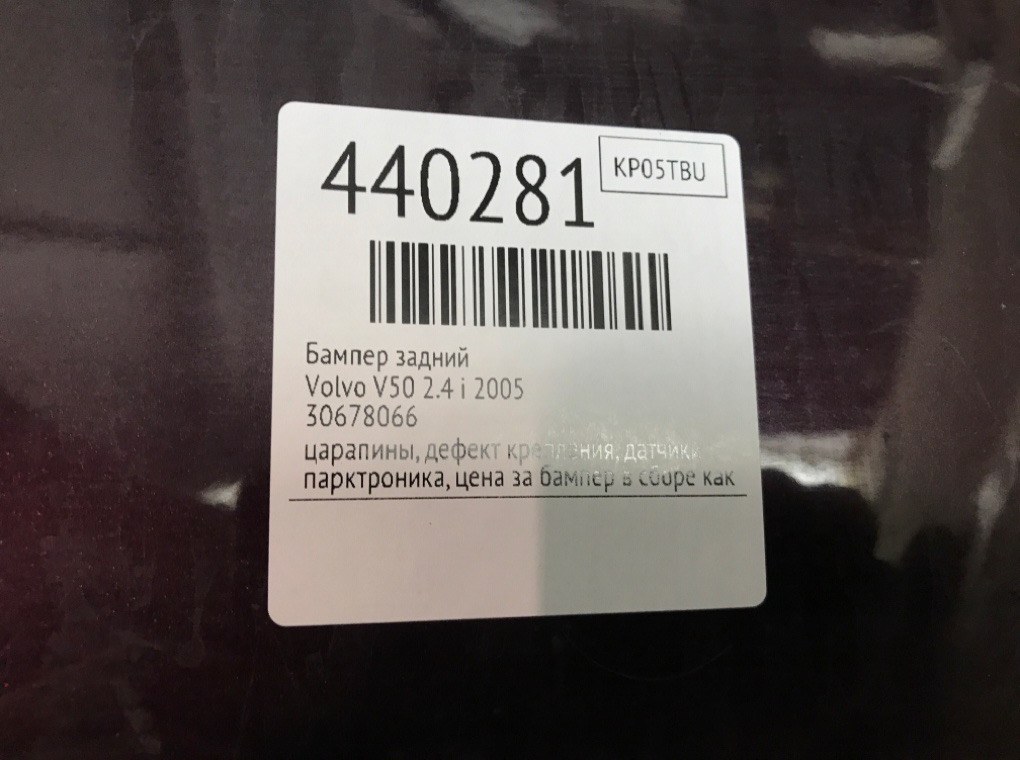 440281
KP05TBU
Бампер задний
Volvo V50 2.4 i 2005
30678066
царапины, дефект крепления, датчики
парктроника, цена за бампер в сборе как